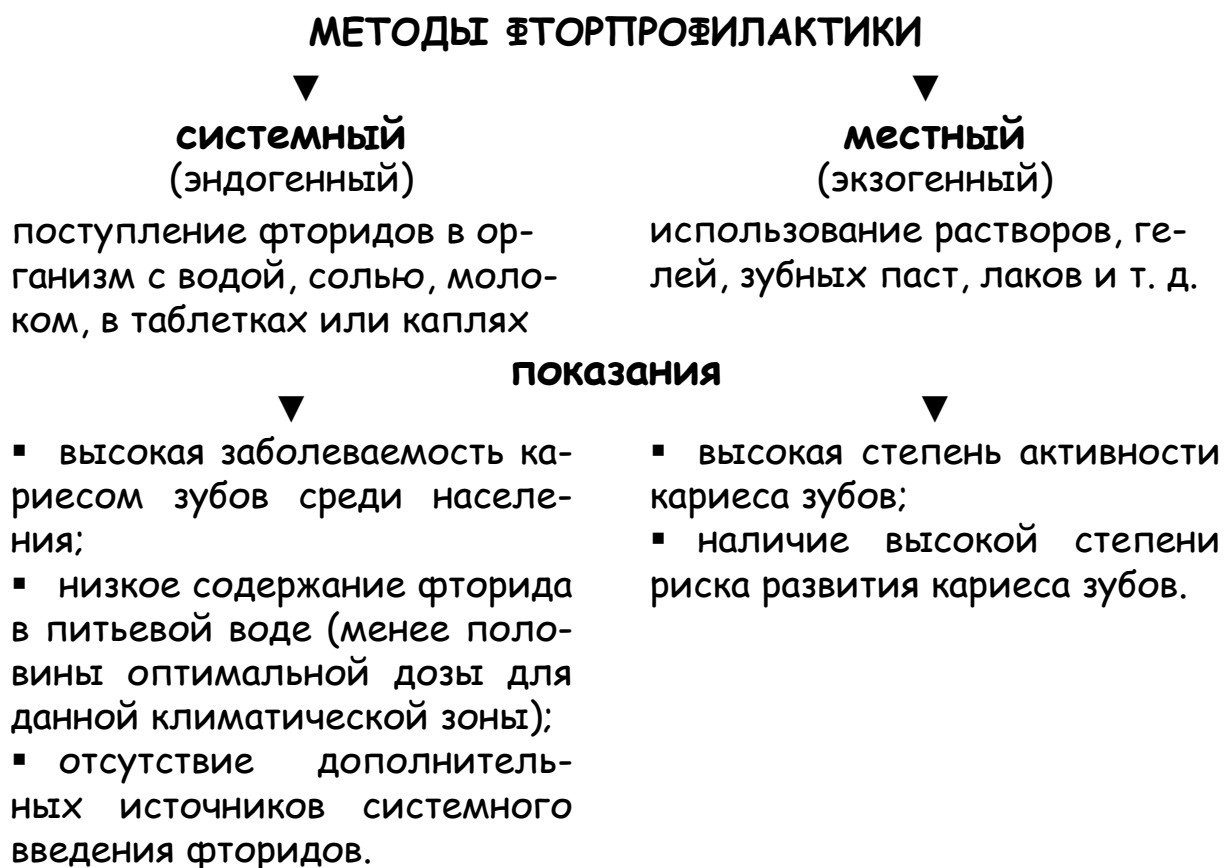 МЕТОДЫ ФТОРПРОФИЛАКТИКИ
▼ ▼
системный
(эндогенный)
поступление фторидов в ор-
ганизм с водой, солью, моло-
ком, в таблетках или каплях
местный
(экзогенный)
использование растворов, ге-
лей, зубных паст, лаков и т. д.
показания
▼ ▼
▪ высокая заболеваемость ка-
риесом зубов среди населе-
ния;
▪ низкое содержание фторида
в питьевой воде (менее поло-
вины оптимальной дозы для
данной климатической зоны);
▪ отсутствие дополнитель-
ных источников системного
введения фторидов.
▪ высокая степень активности
кариеса зубов;
▪ наличие высокой степени
риска развития кариеса зубов.